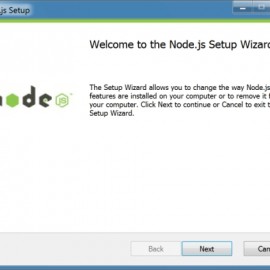 .js Setup
Welcome to the Node.js Setup Wizard
node
JS
The Setup Wizard allows you to change the way Node.js
features are installed on your computer or to remove it f
your computer. Click Next to continue or Cancel to exit t
Setup Wizard.
Back
Next
Can